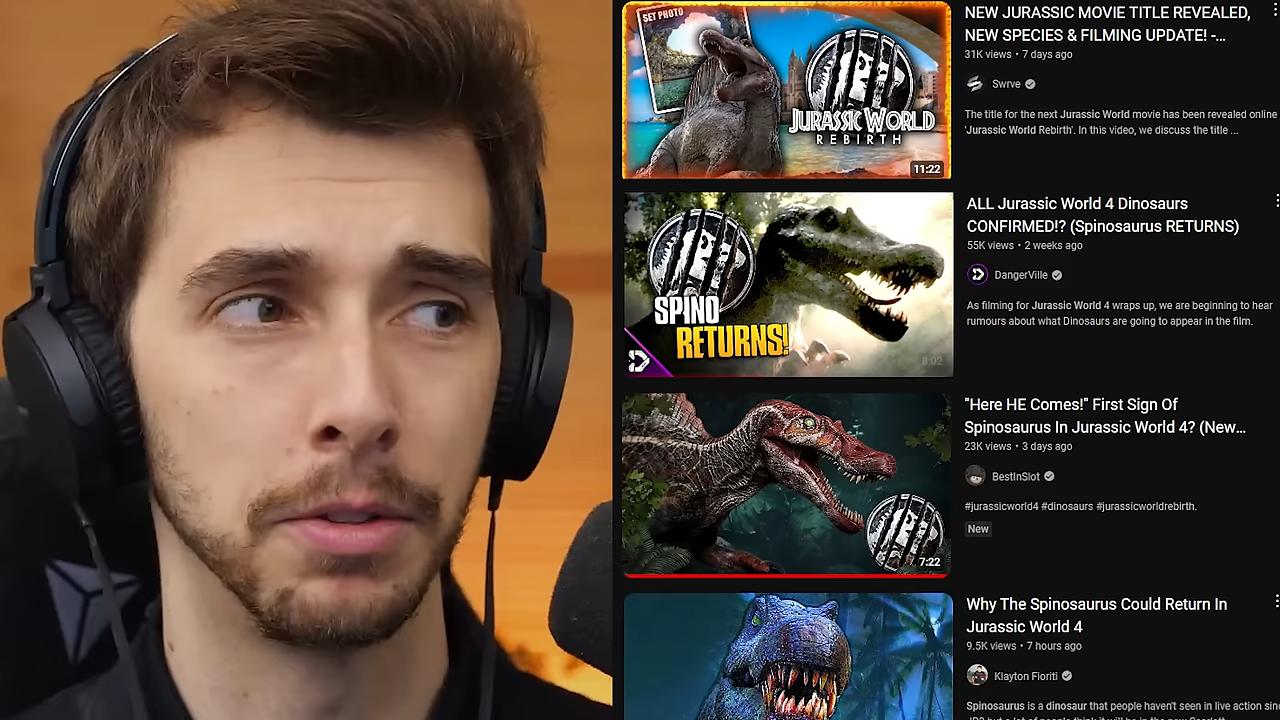 SET PHOTO
JURASSIC WORLD
REBIRTH
11:22
NEW JURASSIC MOVIE TITLE REVEALED,
NEW SPECIES & FILMING UPDATE! -...
31K views • 7 days ago
Swrve
The title for the next Jurassic World movie has been revealed online
'Jurassic World Rebirth'. In this video, we discuss the title ...
SPINO
RETURNS!
8:02
ALL Jurassic World 4 Dinosaurs
CONFIRMED!? (Spinosaurus RETURNS)
55K views • 2 weeks ago
DangerVille
As filming for Jurassic World 4 wraps up, we are beginning to hear
rumours about what Dinosaurs are going to appear in the film.
7:22
"Here HE Comes!" First Sign Of
Spinosaurus In Jurassic World 4? (New...
23K views • 3 days ago
BestInSlot
#jurassicworld4 #dinosaurs #jurassicworldrebirth.
New
Why The Spinosaurus Could Return In
Jurassic World 4
9.5K views • 7 hours ago
Klayton Fioriti
Spinosaurus is a dinosaur that people haven't seen in live action